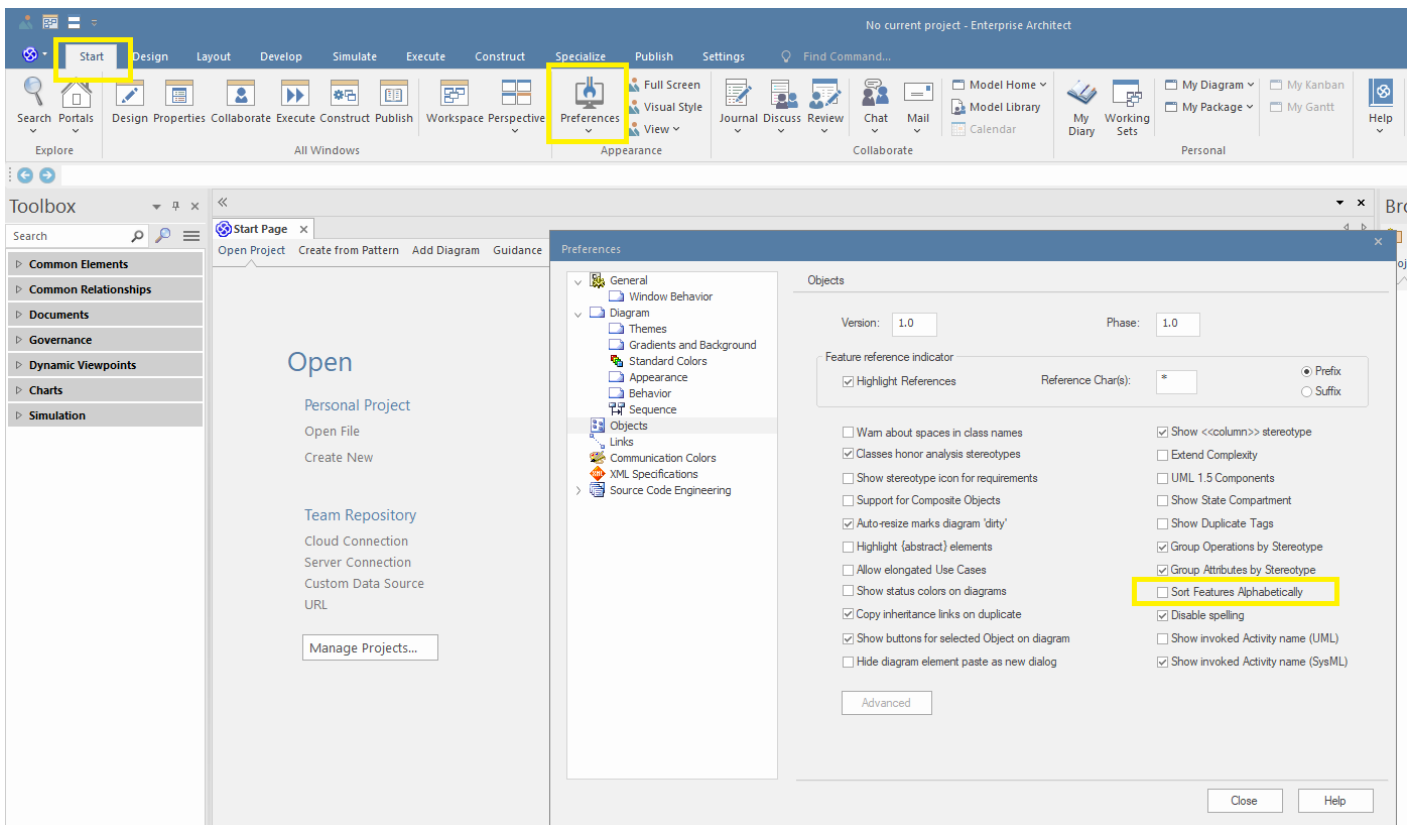 No current project - Enterprise Architect
Start Design Layout Develop Simulate Execute Construct Specialize Publish Settings Find Command...
Search Portals
Explore
Design Properties Collaborate Execute Construct Publish Workspace Perspective
All Windows
Preferences
Full Screen
Visual Style
View
Appearance
Journal Discuss Review Chat Mail
Model Home
Model Library
Calendar
Collaborate
My Diary
Working Sets
My Diagram
My Package
My Kanban
My Gantt
Personal
Help
Toolbox
Search
Common Elements
Common Relationships
Documents
Governance
Dynamic Viewpoints
Charts
Simulation
Start Page
Open Project Create from Pattern Add Diagram Guidance
Open
Personal Project
Open File
Create New
Team Repository
Cloud Connection
Server Connection
Custom Data Source
URL
Manage Projects...
Preferences
General
Window Behavior
Diagram
Themes
Gradients and Background
Standard Colors
Appearance
Behavior
Sequence
Objects
Links
Communication Colors
XML Specifications
Source Code Engineering
Objects
Version: 1.0 Phase: 1.0
Feature reference indicator
Highlight References Reference Char(s): * Prefix
Suffix
Warn about spaces in class names
Classes honor analysis stereotypes
Show stereotype icon for requirements
Support for Composite Objects
Auto-resize marks diagram 'dirty'
Highlight {abstract} elements
Allow elongated Use Cases
Show status colors on diagrams
Copy inheritance links on duplicate
Show buttons for selected Object on diagram
Hide diagram element paste as new dialog
Show <<column>> stereotype
Extend Complexity
UML 1.5 Components
Show State Compartment
Show Duplicate Tags
Group Operations by Stereotype
Group Attributes by Stereotype
Sort Features Alphabetically
Disable spelling
Show invoked Activity name (UML)
Show invoked Activity name (SysML)
Advanced
Close Help